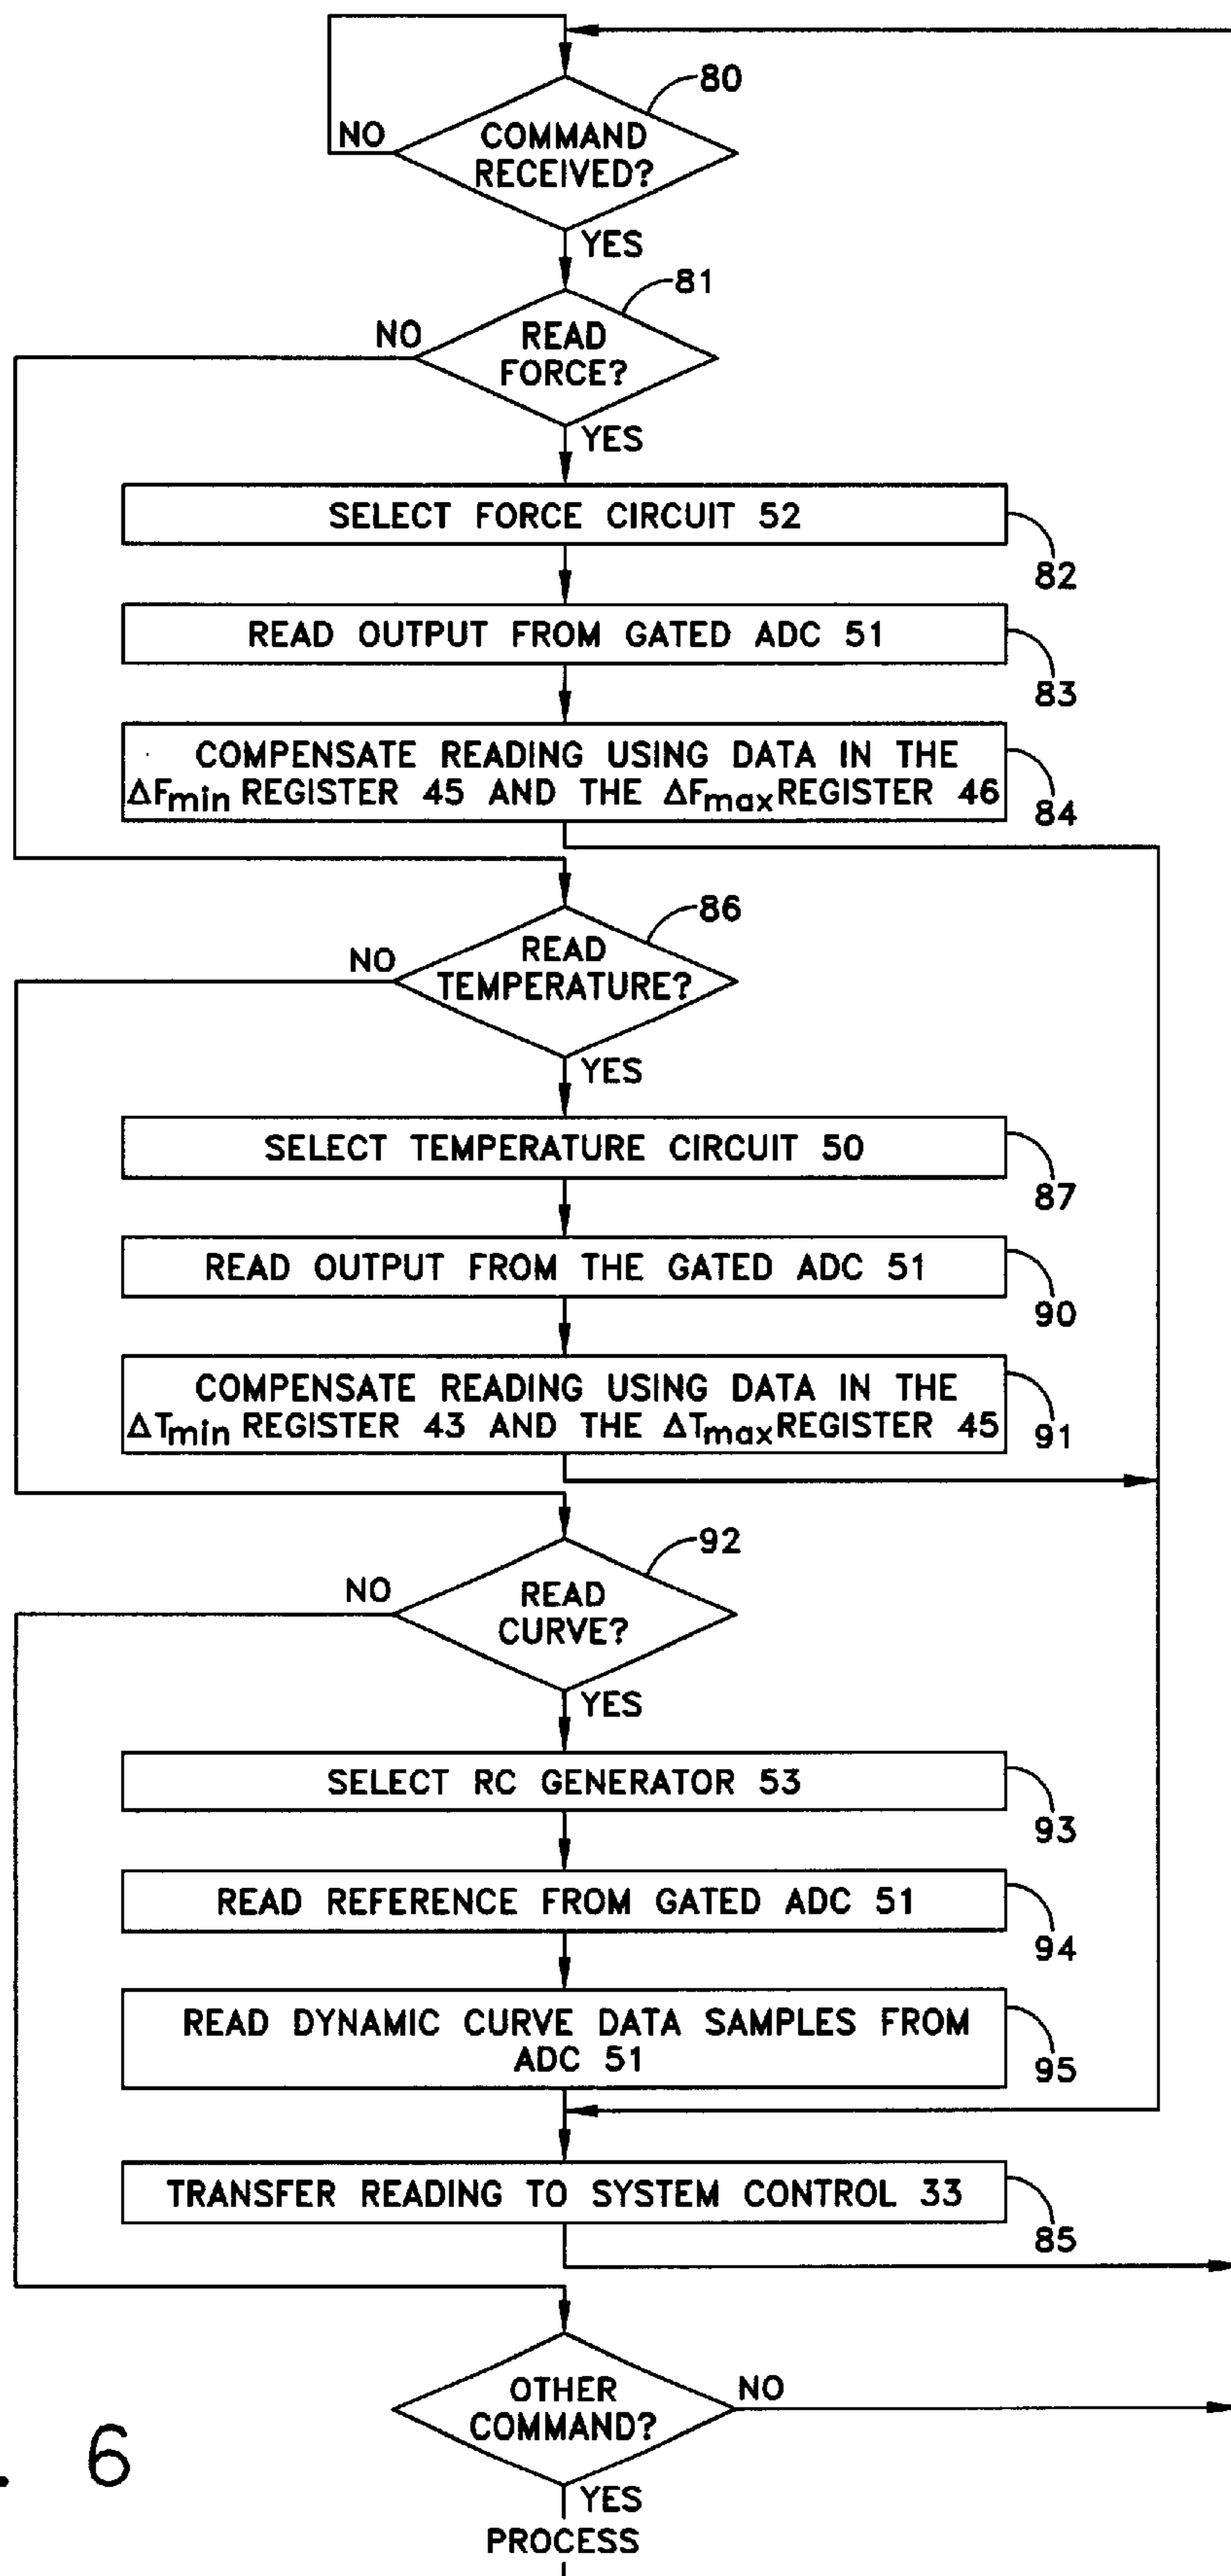 80
COMMAND
RECEIVED?
NO
YES
81
READ
FORCE?
NO
YES
SELECT FORCE CIRCUIT 52
82
READ OUTPUT FROM GATED ADC 51
83
COMPENSATE READING USING DATA IN THE
ΔFmin REGISTER 45 AND THE ΔFmax REGISTER 46
84
86
READ
TEMPERATURE?
NO
YES
SELECT TEMPERATURE CIRCUIT 50
87
READ OUTPUT FROM THE GATED ADC 51
90
COMPENSATE READING USING DATA IN THE
ΔTmin REGISTER 43 AND THE ΔTmax REGISTER 45
91
92
READ
CURVE?
NO
YES
SELECT RC GENERATOR 53
93
READ REFERENCE FROM GATED ADC 51
94
READ DYNAMIC CURVE DATA SAMPLES FROM
ADC 51
95
TRANSFER READING TO SYSTEM CONTROL 33
85
OTHER
COMMAND?
NO
YES
PROCESS
. 6